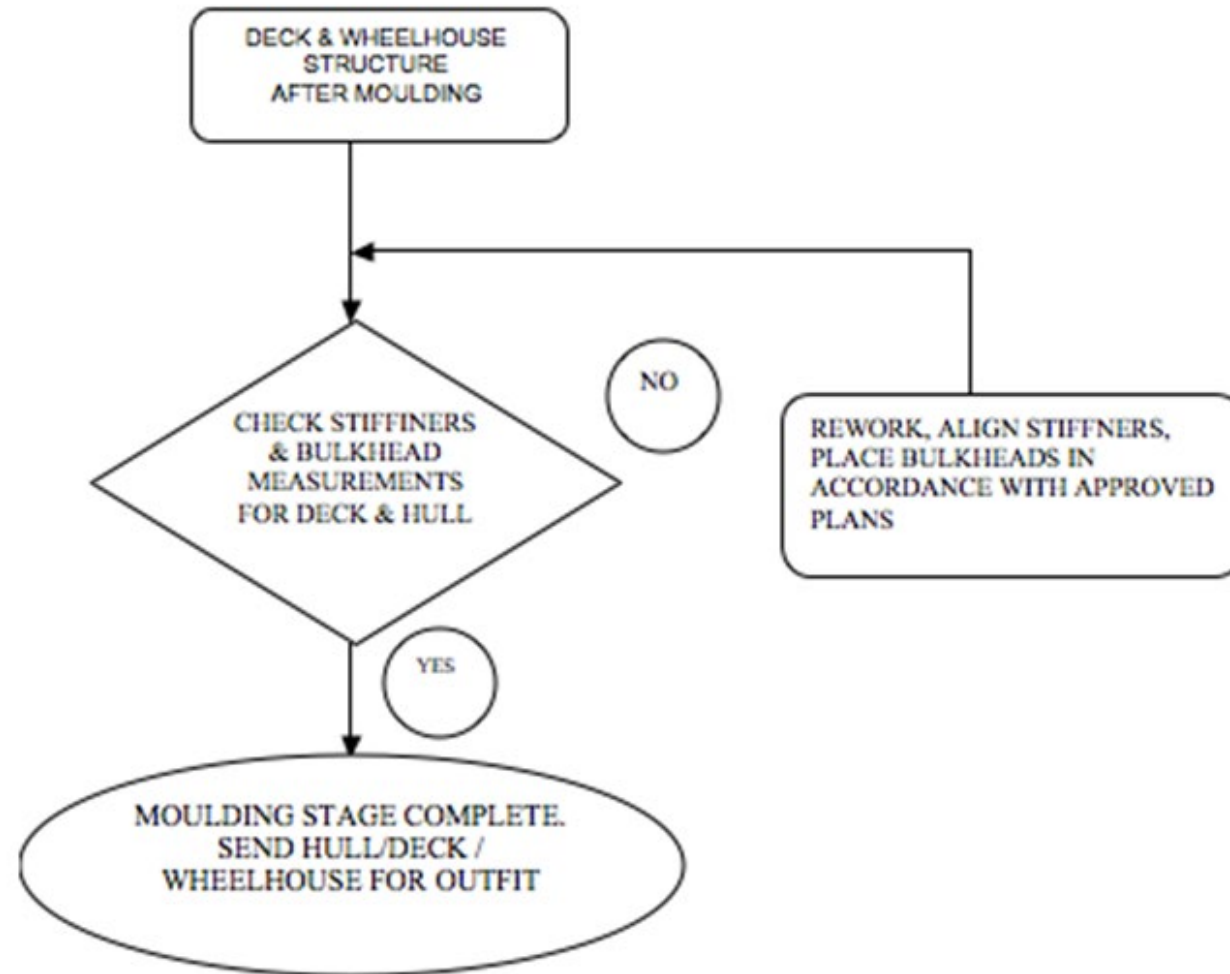 DECK & WHEELHOUSE
STRUCTURE
AFTER MOULDING
CHECK STIFFINERS
& BULKHEAD
MEASUREMENTS
FOR DECK & HULL
NO
REWORK, ALIGN STIFFNERS,
PLACE BULKHEADS IN
ACCORDANCE WITH APPROVED
PLANS
YES
MOULDING STAGE COMPLETE.
SEND HULL/DECK /
WHEELHOUSE FOR OUTFIT